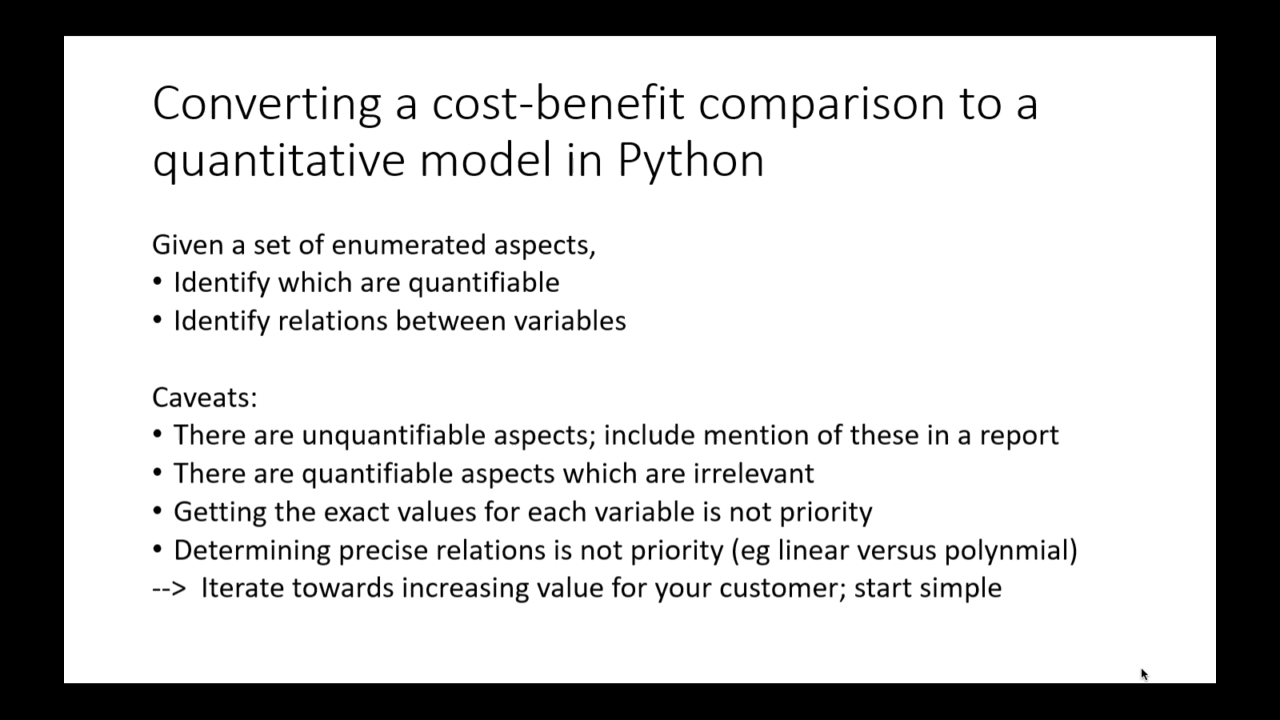 Converting a cost-benefit comparison to a
quantitative model in Python
Given a set of enumerated aspects,
• Identify which are quantifiable
• Identify relations between variables
Caveats:
• There are unquantifiable aspects; include mention of these in a report
• There are quantifiable aspects which are irrelevant
• Getting the exact values for each variable is not priority
• Determining precise relations is not priority (eg linear versus polynmial)
--> Iterate towards increasing value for your customer; start simple